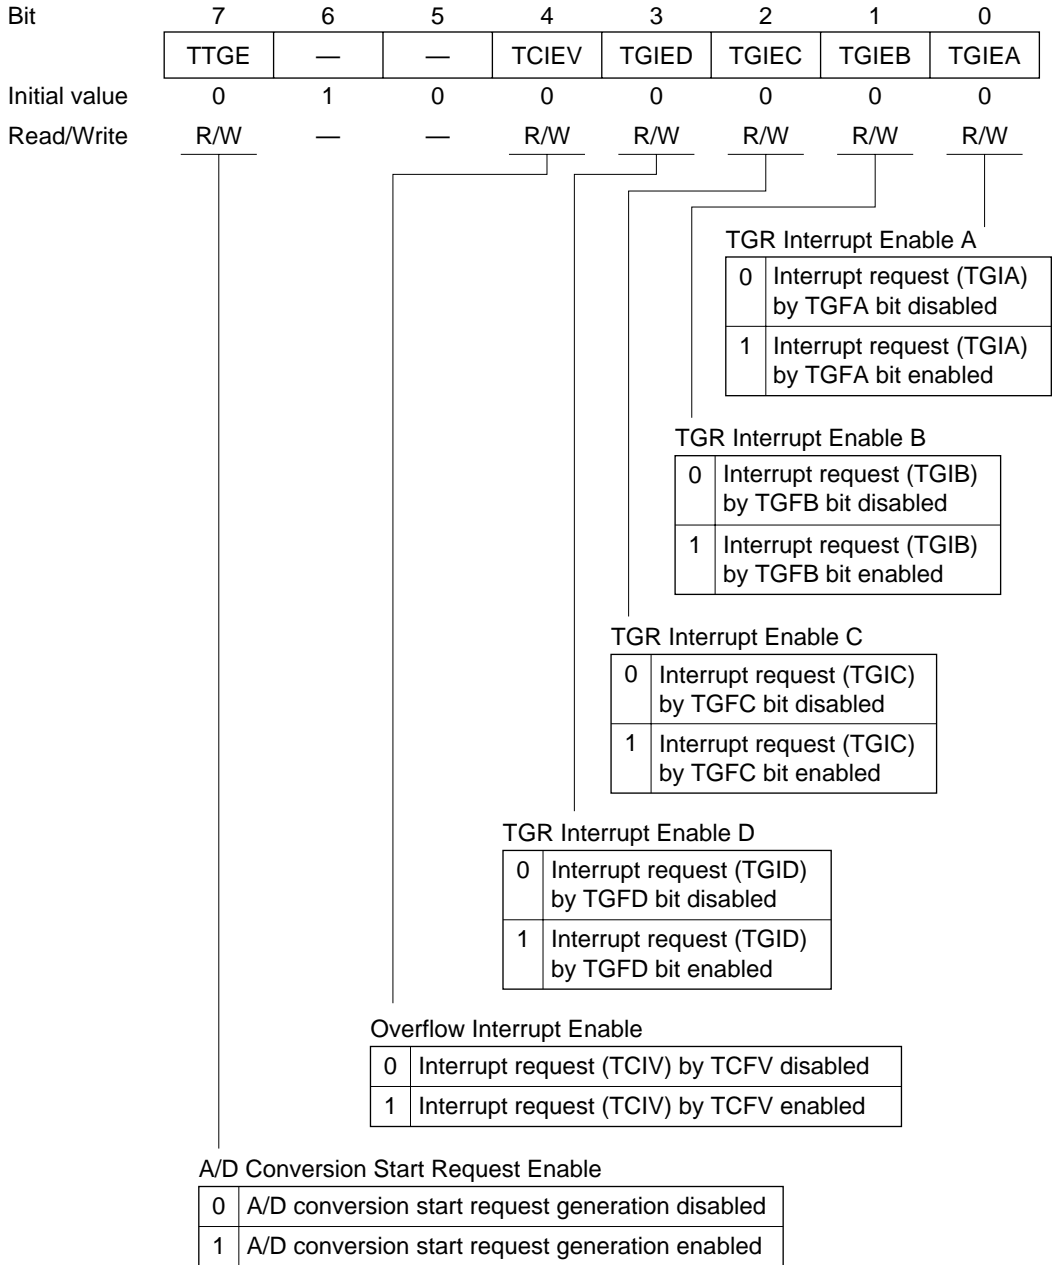 Bit 7 6 5 4 3 2 1 0
TTGE — — TCIEV TGIED TGIEC TGIEB TGIEA
Initial value 0 1 0 0 0 0 0 0
Read/Write R/W — — R/W R/W R/W R/W R/W
TGR Interrupt Enable A
0 Interrupt request (TGIA)
by TGFA bit disabled
1 Interrupt request (TGIA)
by TGFA bit enabled
TGR Interrupt Enable B
0 Interrupt request (TGIB)
by TGFB bit disabled
1 Interrupt request (TGIB)
by TGFB bit enabled
TGR Interrupt Enable C
0 Interrupt request (TGIC)
by TGFC bit disabled
1 Interrupt request (TGIC)
by TGFC bit enabled
TGR Interrupt Enable D
0 Interrupt request (TGID)
by TGFD bit disabled
1 Interrupt request (TGID)
by TGFD bit enabled
Overflow Interrupt Enable
0 Interrupt request (TCIV) by TCFV disabled
1 Interrupt request (TCIV) by TCFV enabled
A/D Conversion Start Request Enable
0 A/D conversion start request generation disabled
1 A/D conversion start request generation enabled